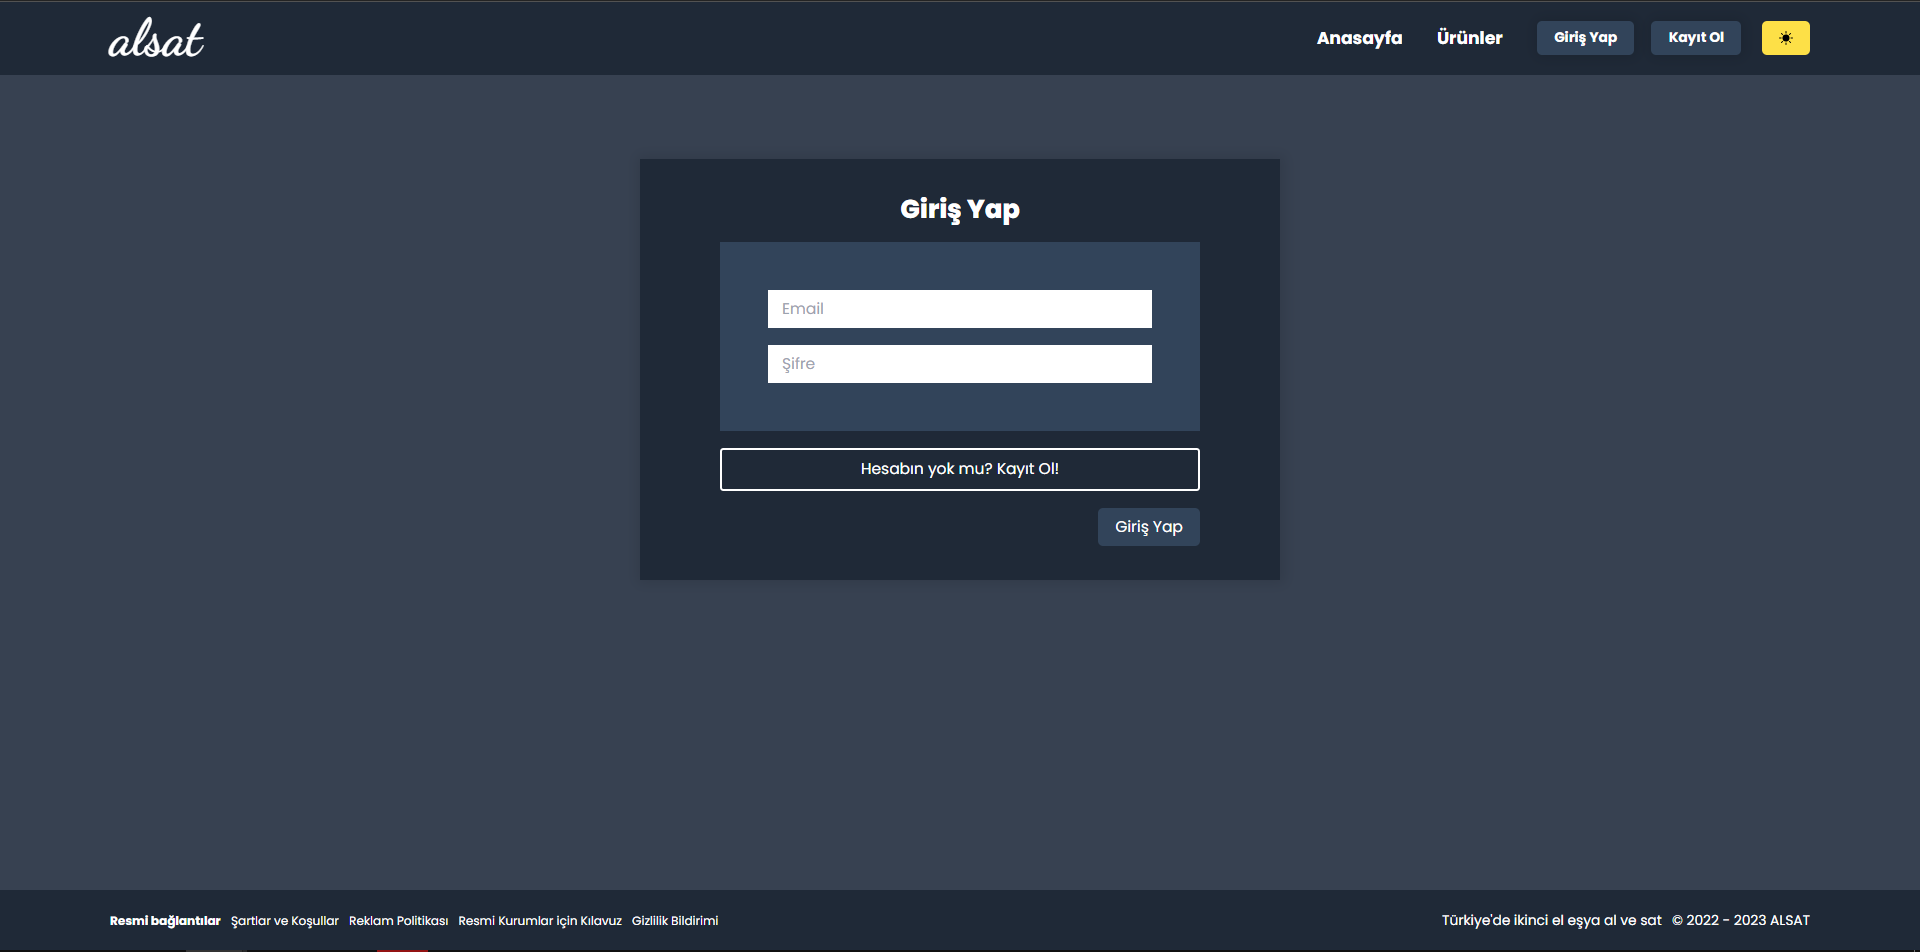 alsat
Anasayfa Ürünler Giriş Yap Kayıt Ol
Giriş Yap
Email
Şifre
Hesabın yok mu? Kayıt Ol!
Giriş Yap
Resmi bağlantılar Şartlar ve Koşullar Reklam Politikası Resmi Kurumlar için Kılavuz Gizlilik Bildirimi
Türkiye'de ikinci el eşya al ve sat © 2022 - 2023 ALSAT